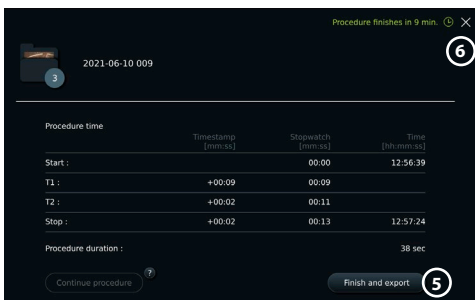 Procedure finishes in 9 min.
6
3
2021-06-10 009
Procedure time
Timestamp [mm:ss] Stopwatch [mm:ss] Time [hh:mm:ss]
Start : 00:00 12:56:39
T1 : +00:09 00:09
T2 : +00:02 00:11
Stop : +00:02 00:13 12:57:24
Procedure duration : 38 sec
Continue procedure ? Finish and export 5